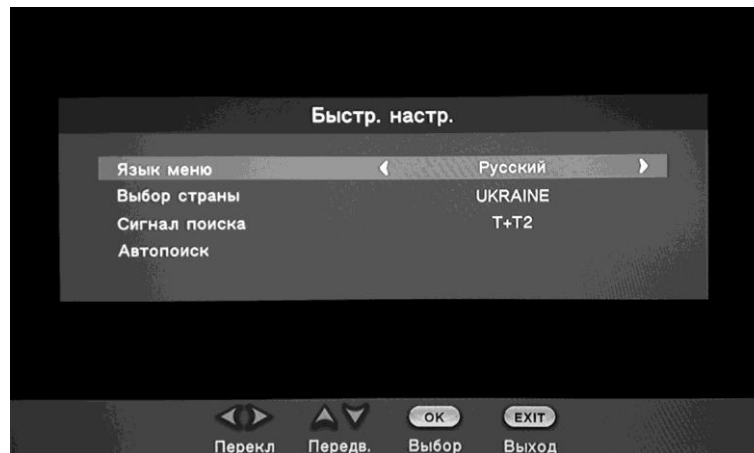 Быстр. настр.
Язык меню Русский
Выбор страны UKRAINE
Сигнал поиска T+T2
Автопоиск
OK EXIT
Перекл Передв. Выбор Выход